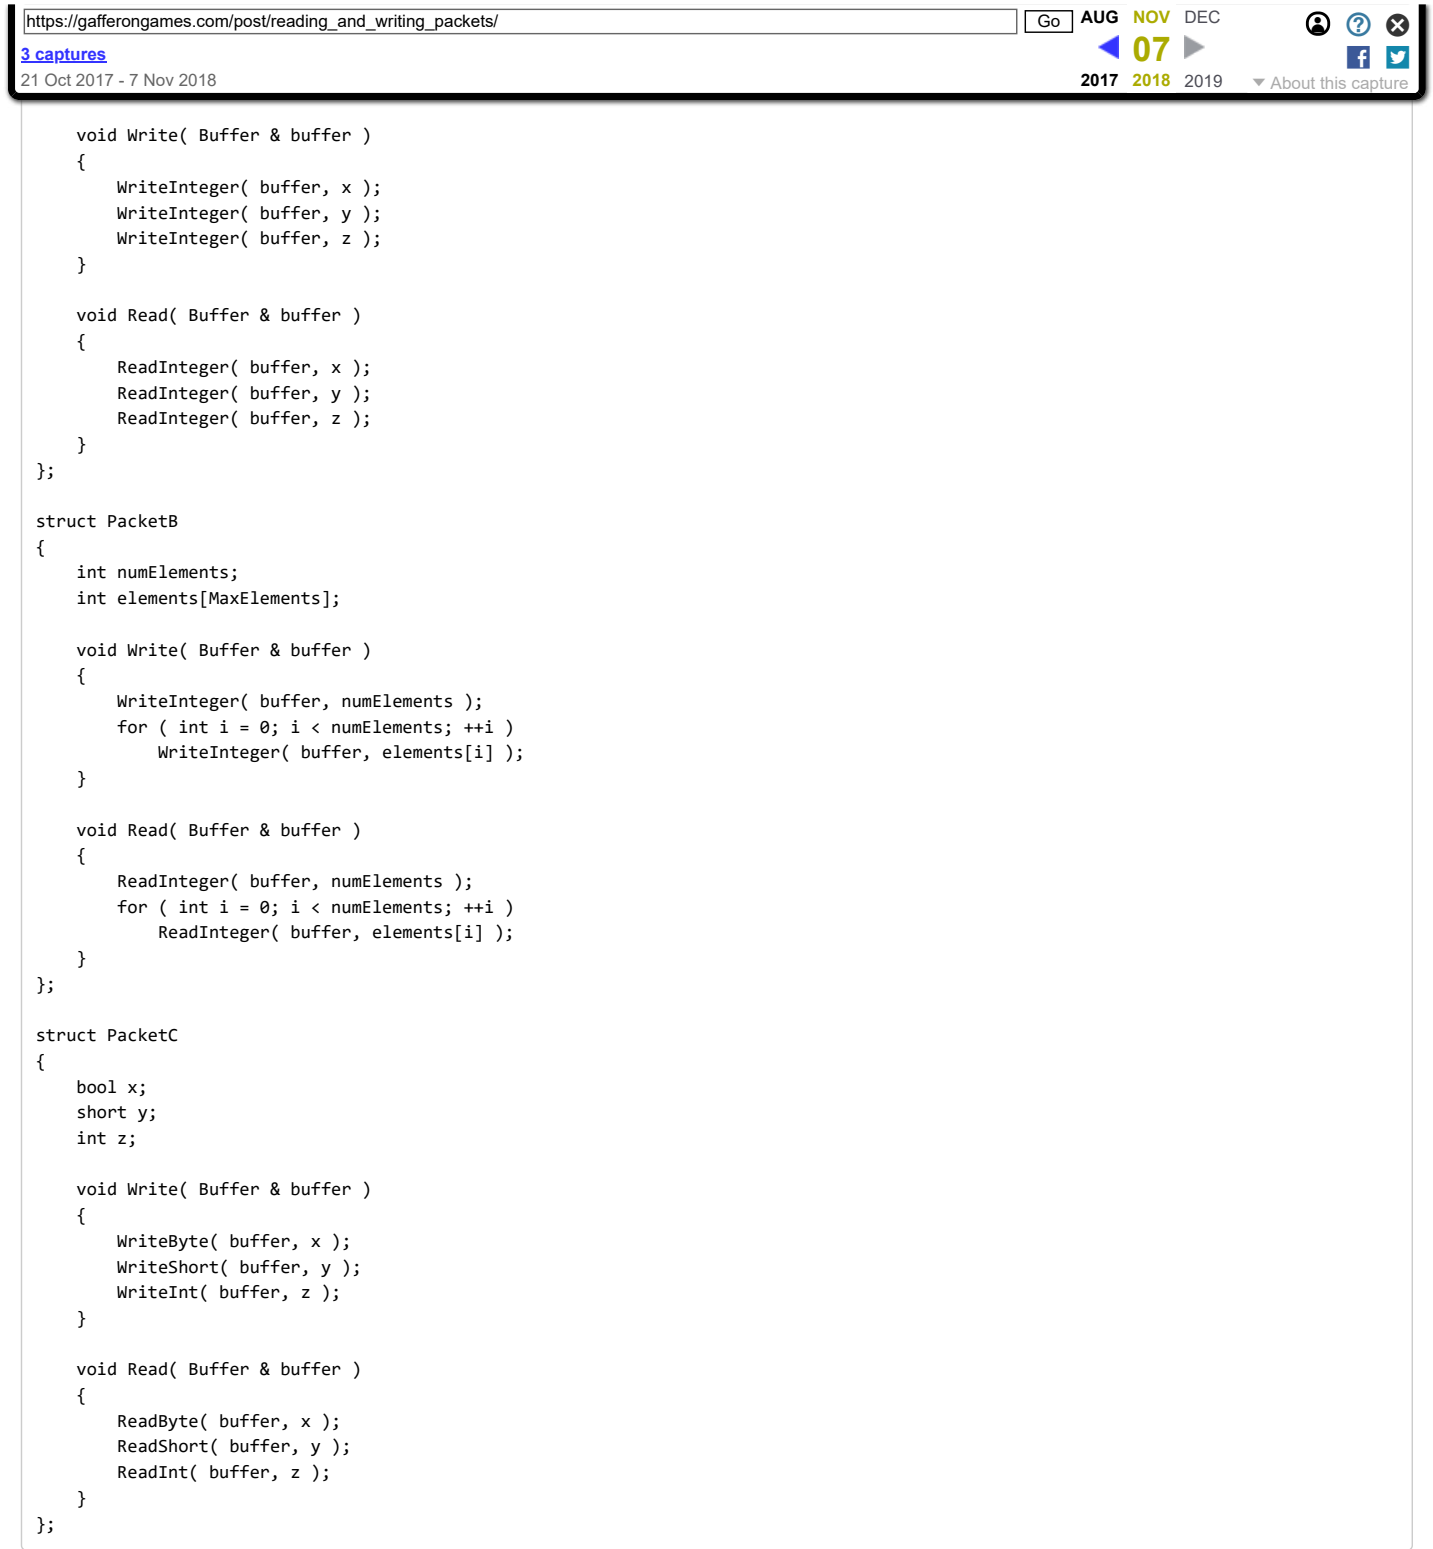 https://gafferongames.com/post/reading_and_writing_packets/
Go
AUG NOV DEC
3 captures
07
21 Oct 2017 - 7 Nov 2018
2017 2018 2019
About this capture
void Write( Buffer & buffer )
{
WriteInteger( buffer, x );
WriteInteger( buffer, y );
WriteInteger( buffer, z );
}
void Read( Buffer & buffer )
{
ReadInteger( buffer, x );
ReadInteger( buffer, y );
ReadInteger( buffer, z );
}
};
struct PacketB
{
int numElements;
int elements[MaxElements];
void Write( Buffer & buffer )
{
WriteInteger( buffer, numElements );
for ( int i = 0; i < numElements; ++i )
WriteInteger( buffer, elements[i] );
}
void Read( Buffer & buffer )
{
ReadInteger( buffer, numElements );
for ( int i = 0; i < numElements; ++i )
ReadInteger( buffer, elements[i] );
}
};
struct PacketC
{
bool x;
short y;
int z;
void Write( Buffer & buffer )
{
WriteByte( buffer, x );
WriteShort( buffer, y );
WriteInt( buffer, z );
}
void Read( Buffer & buffer )
{
ReadByte( buffer, x );
ReadShort( buffer, y );
ReadInt( buffer, z );
}
};